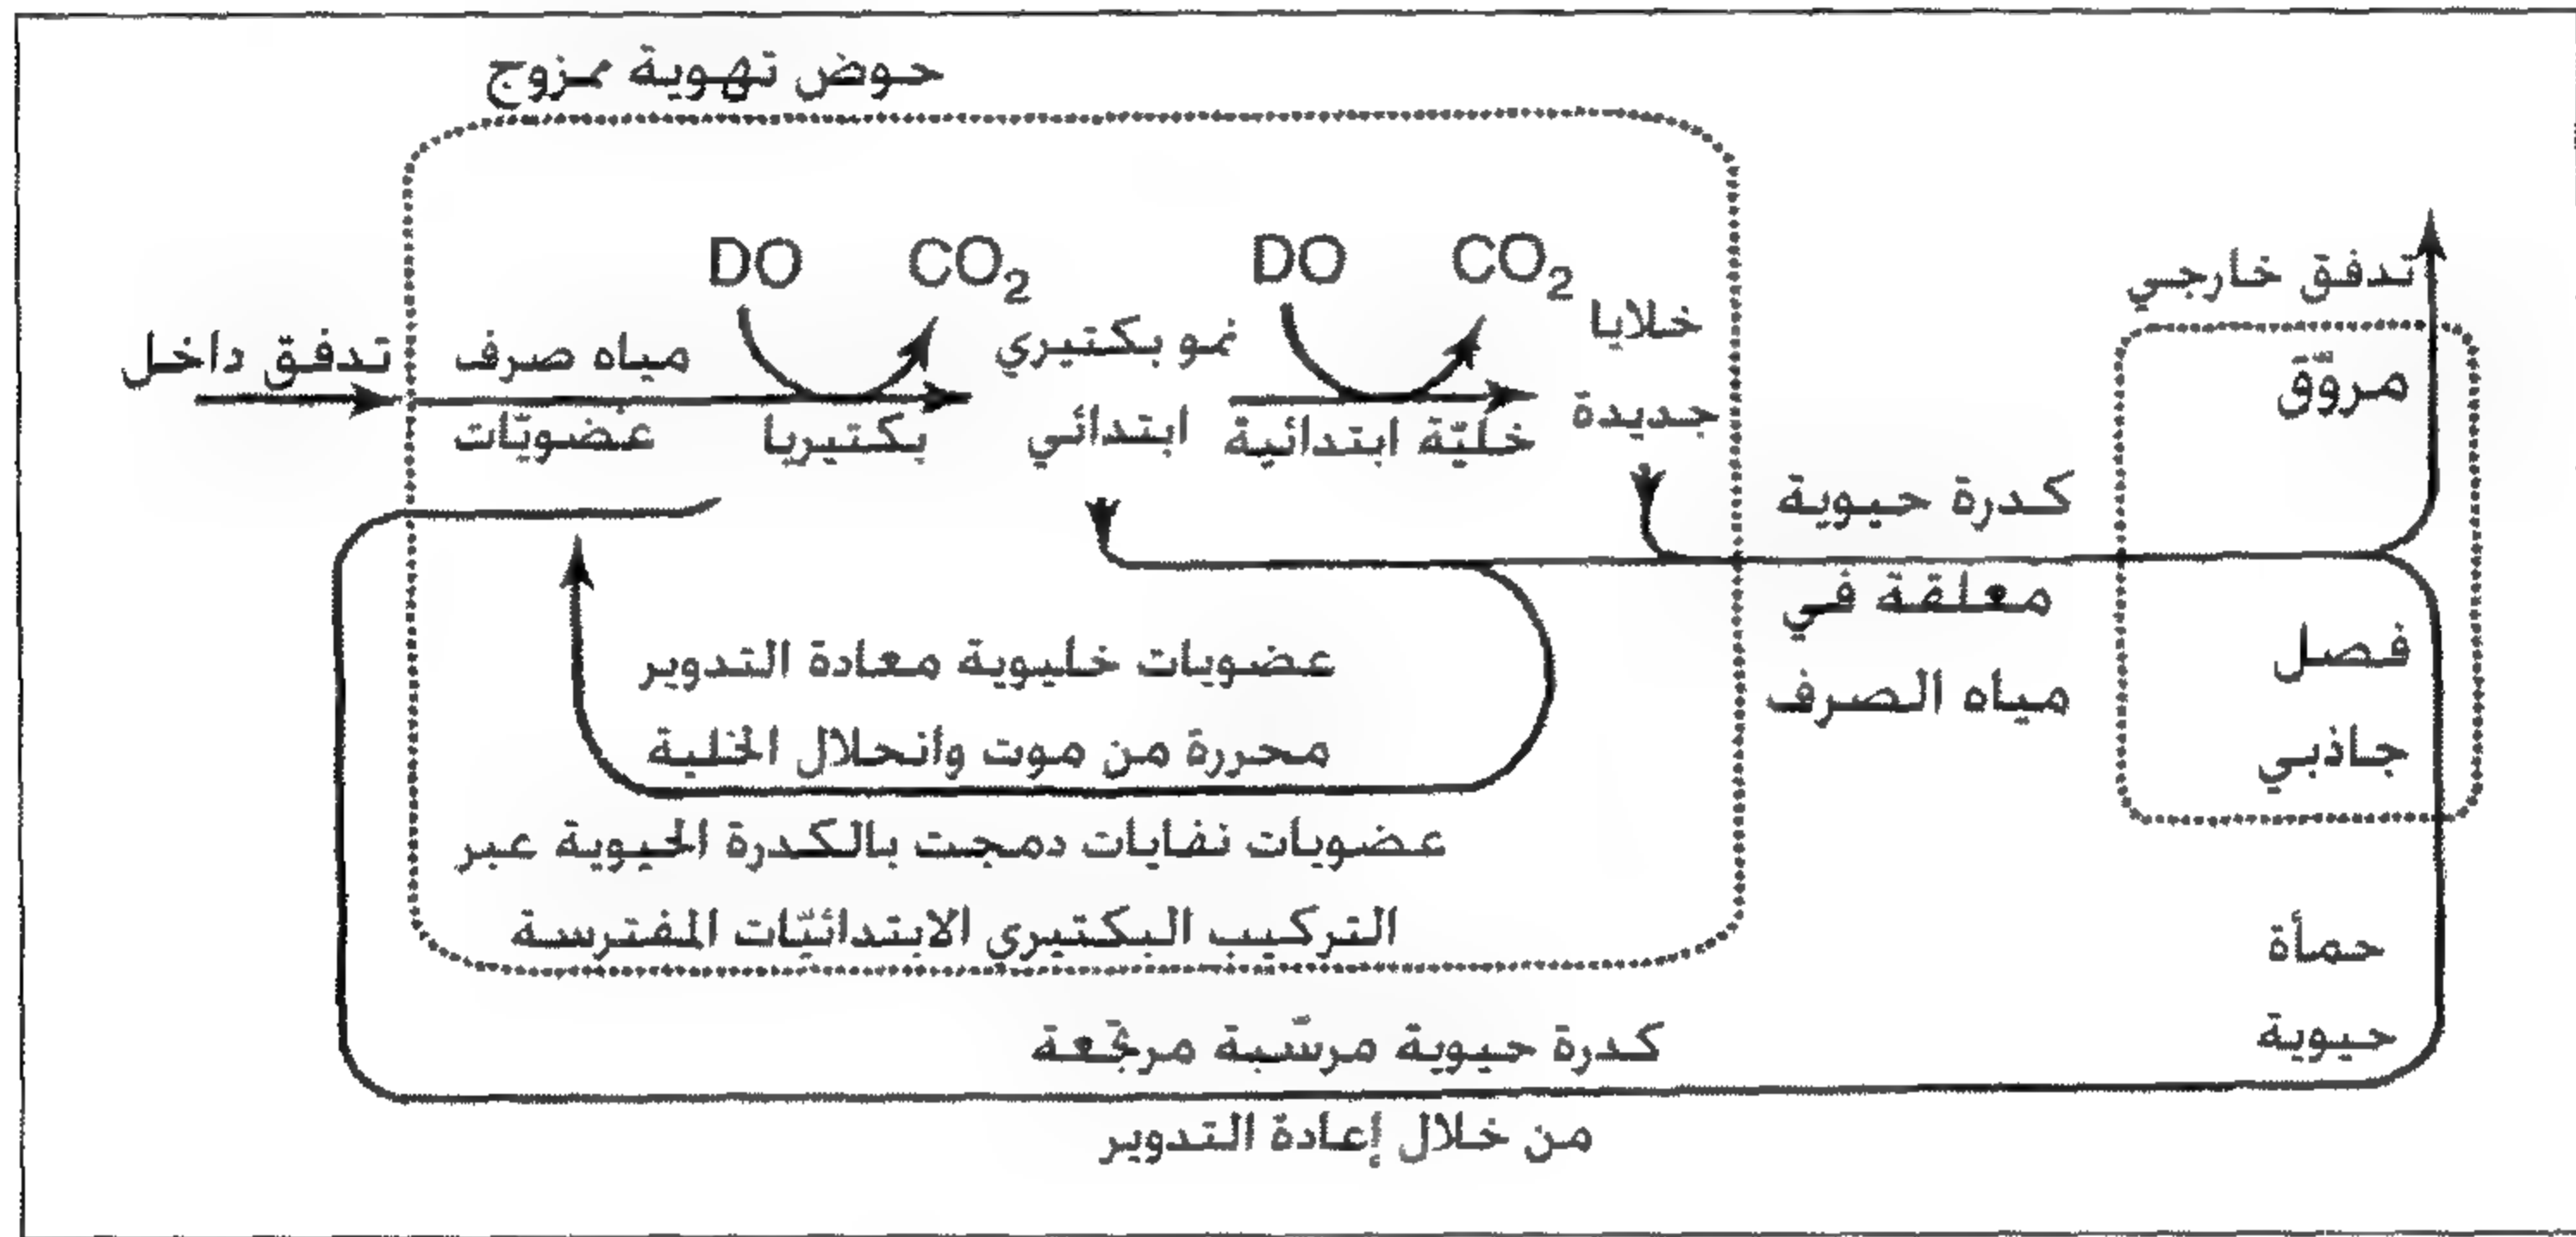 حوض تهوية ممزوج
DO CO₂ DO CO₂
تدفق داخل
مياه صرف
عضويّات
بكتيريا
نمو بكتيري
ابتدائي
خليّة ابتدائية
خلايا
جديدة
تدفق خارجي
مروّق
كدرة حيوية
معلقة في
مياه الصرف
فصل
جاذبي
عضويات خليوية معادة التدوير
محررة من موت وانحلال الخلية
عضويات نفايات دمجت بالكدرة الحيوية عبر
التركيب البكتيري الابتدائيّات المفترسة
حمأة
حيوية
كدرة حيوية مرسّبة مرجّعة
من خلال إعادة التدوير